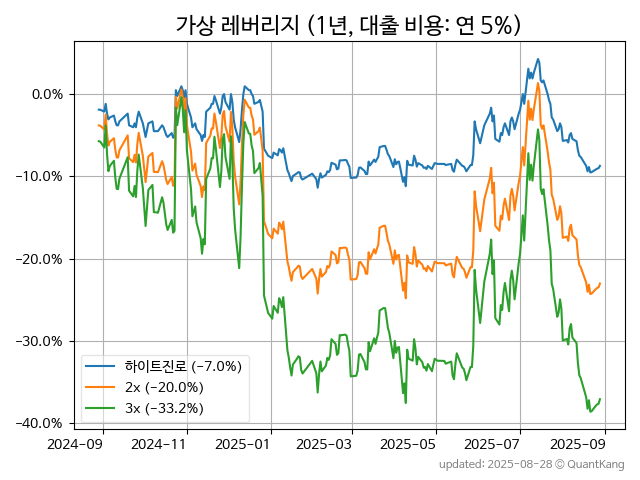 가상 레버리지 (1년, 대출 비용: 연 5%)
0.0%
−10.0%
−20.0%
−30.0%
−40.0%
하이트진로 (−7.0%)
2x (−20.0%)
3x (−33.2%)
2024-09 2024-11 2025-01 2025-03 2025-05 2025-07 2025-09
updated: 2025-08-28 © QuantKang